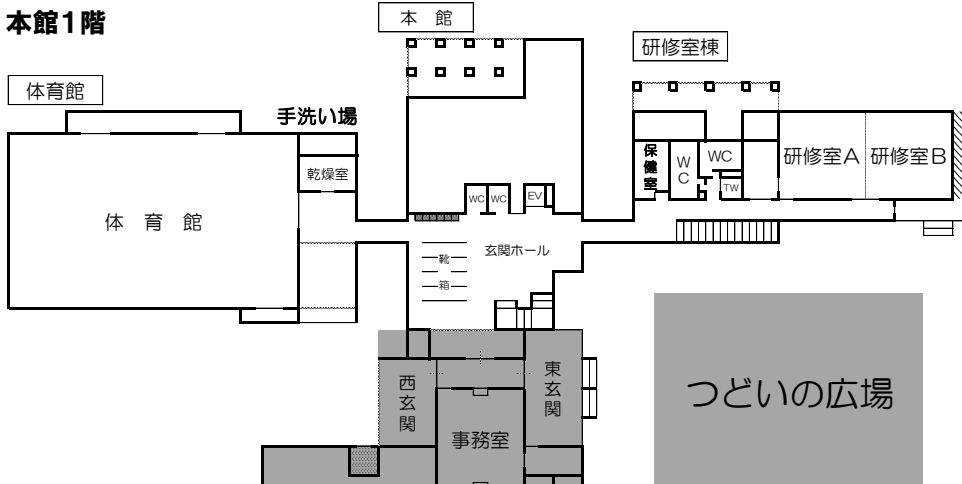 本館1階
本 館
研修室棟
体育館
手洗い場
乾燥室
体 育 館
保健室
WC
WC
TW
研修室A
研修室B
WC
WC
EV
玄関ホール
靴
箱
西玄関
東玄関
事務室
つどいの広場